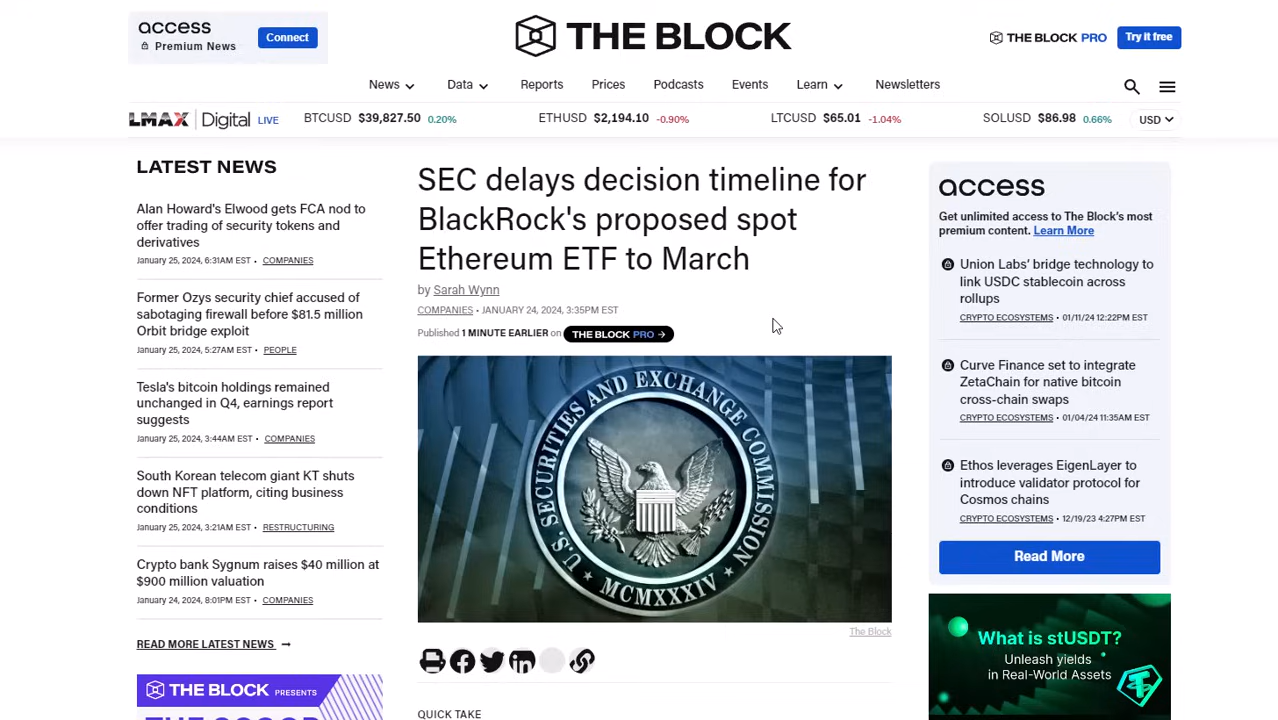 access
Premium News
Connect
THE BLOCK
THE BLOCK PRO
Try it free
News
Data
Reports
Prices
Podcasts
Events
Learn
Newsletters
LMAX Digital LIVE
BTCUSD $39,827.50 0.20%
ETHUSD $2,194.10 -0.90%
LTCUSD $65.01 -1.04%
SOLUSD $86.98 0.66%
USD
LATEST NEWS
Alan Howard's Elwood gets FCA nod to
offer trading of security tokens and
derivatives
January 25, 2024, 6:31AM EST • COMPANIES
Former Ozys security chief accused of
sabotaging firewall before $81.5 million
Orbit bridge exploit
January 25, 2024, 5:27AM EST • PEOPLE
Tesla's bitcoin holdings remained
unchanged in Q4, earnings report
suggests
January 25, 2024, 3:44AM EST • COMPANIES
South Korean telecom giant KT shuts
down NFT platform, citing business
conditions
January 25, 2024, 3:21AM EST • RESTRUCTURING
Crypto bank Sygnum raises $40 million at
$900 million valuation
January 24, 2024, 8:01PM EST • COMPANIES
READ MORE LATEST NEWS →
THE BLOCK PRESENTS
THE SCOOP
SEC delays decision timeline for
BlackRock's proposed spot
Ethereum ETF to March
by Sarah Wynn
COMPANIES • JANUARY 24, 2024, 3:35PM EST
Published 1 MINUTE EARLIER on THE BLOCK PRO →
U.S. SECURITIES AND EXCHANGE COMMISSION
MCMXXXIV
The Block
QUICK TAKE
access
Get unlimited access to The Block's most
premium content. Learn More
Union Labs' bridge technology to
link USDC stablecoin across
rollups
CRYPTO ECOSYSTEMS • 01/11/24 12:22PM EST
Curve Finance set to integrate
ZetaChain for native bitcoin
cross-chain swaps
CRYPTO ECOSYSTEMS • 01/04/24 11:35AM EST
Ethos leverages EigenLayer to
introduce validator protocol for
Cosmos chains
CRYPTO ECOSYSTEMS • 12/19/23 4:27PM EST
Read More
What is stUSDT?
Unleash yields
in Real-World Assets